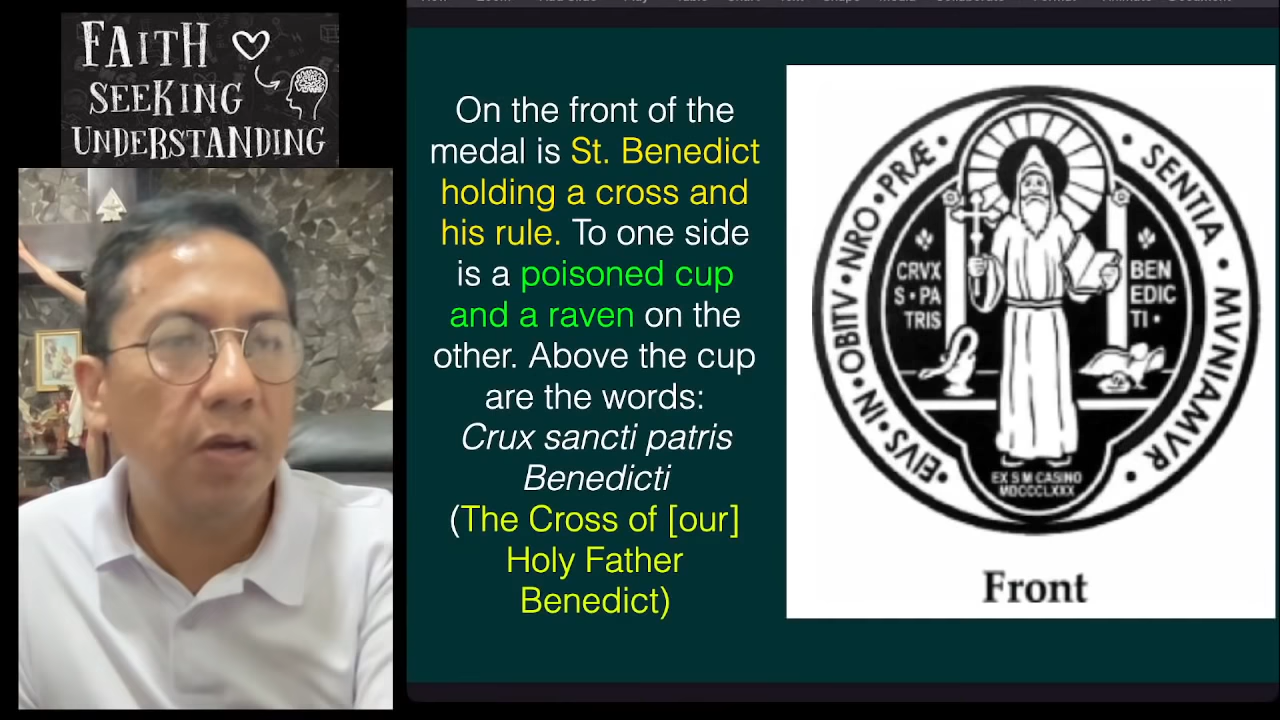 FAITH
SEEKING
UNDERSTANDING
On the front of the
medal is St. Benedict
holding a cross and
his rule. To one side
is a poisoned cup
and a raven on the
other. Above the cup
are the words:
Crux sancti patris
Benedicti
(The Cross of [our]
Holy Father
Benedict)
EIVS • IN • OBITV • NRO • PRÆ •
• SENTIA • MVNIAMVR •
CRVX
S • PA
TRIS
BEN
EDIC
TI •
EX S M CASINO
MDCCCLXXX
Front